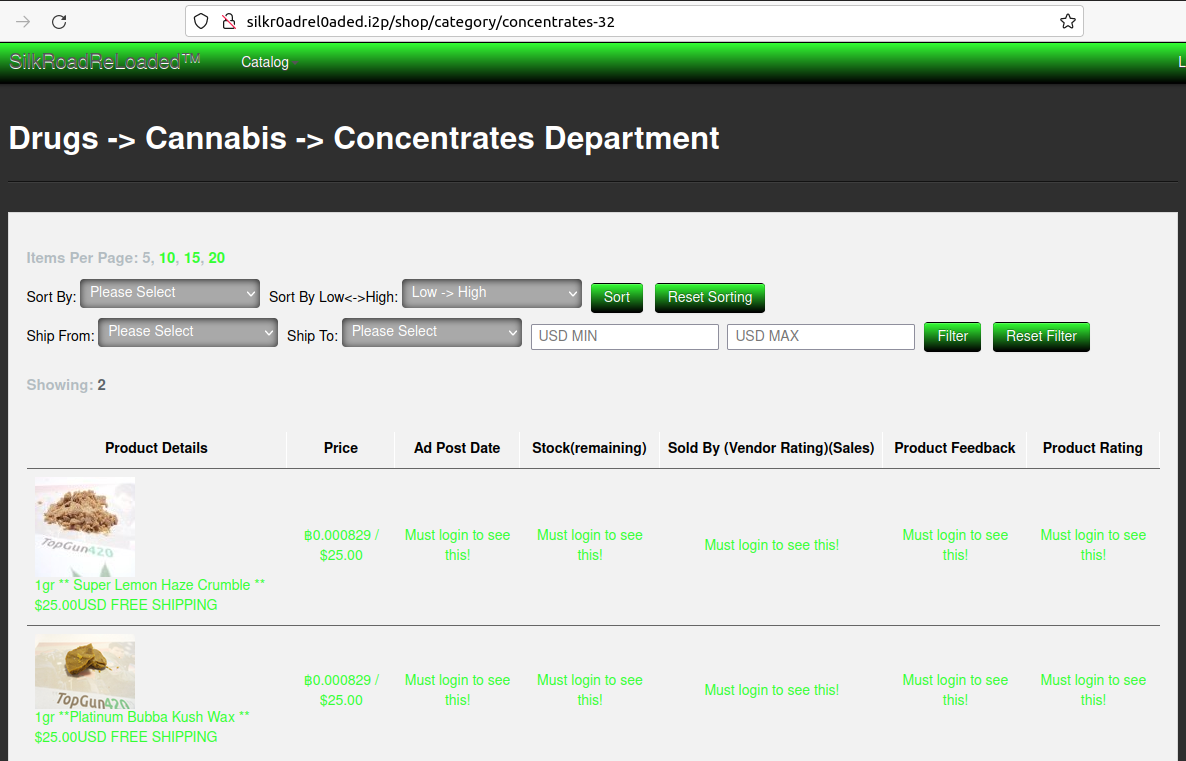 silkr0adrel0aded.i2p/shop/category/concentrates-32
SilkRoadReLoaded™ Catalog L
Drugs -> Cannabis -> Concentrates Department
Items Per Page: 5, 10, 15, 20
Sort By: Please Select Sort By Low<->High: Low -> High Sort Reset Sorting
Ship From: Please Select Ship To: Please Select USD MIN USD MAX Filter Reset Filter
Showing: 2
Product Details Price Ad Post Date Stock(remaining) Sold By (Vendor Rating)(Sales) Product Feedback Product Rating
TopGun420
฿0.000829 / Must login to see Must login to see Must login to see this! Must login to see Must login to see
$25.00 this! this! this! this!
1gr ** Super Lemon Haze Crumble **
$25.00USD FREE SHIPPING
TopGun420
฿0.000829 / Must login to see Must login to see Must login to see this! Must login to see Must login to see
$25.00 this! this! this! this!
1gr **Platinum Bubba Kush Wax **
$25.00USD FREE SHIPPING